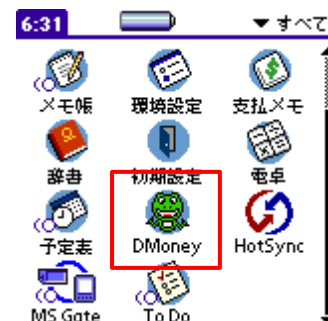 6:31 すべて
メモ帳 環境設定 支払メモ
辞書 初期設定 電卓
予定表 DMoney HotSync
MS Gate To Do